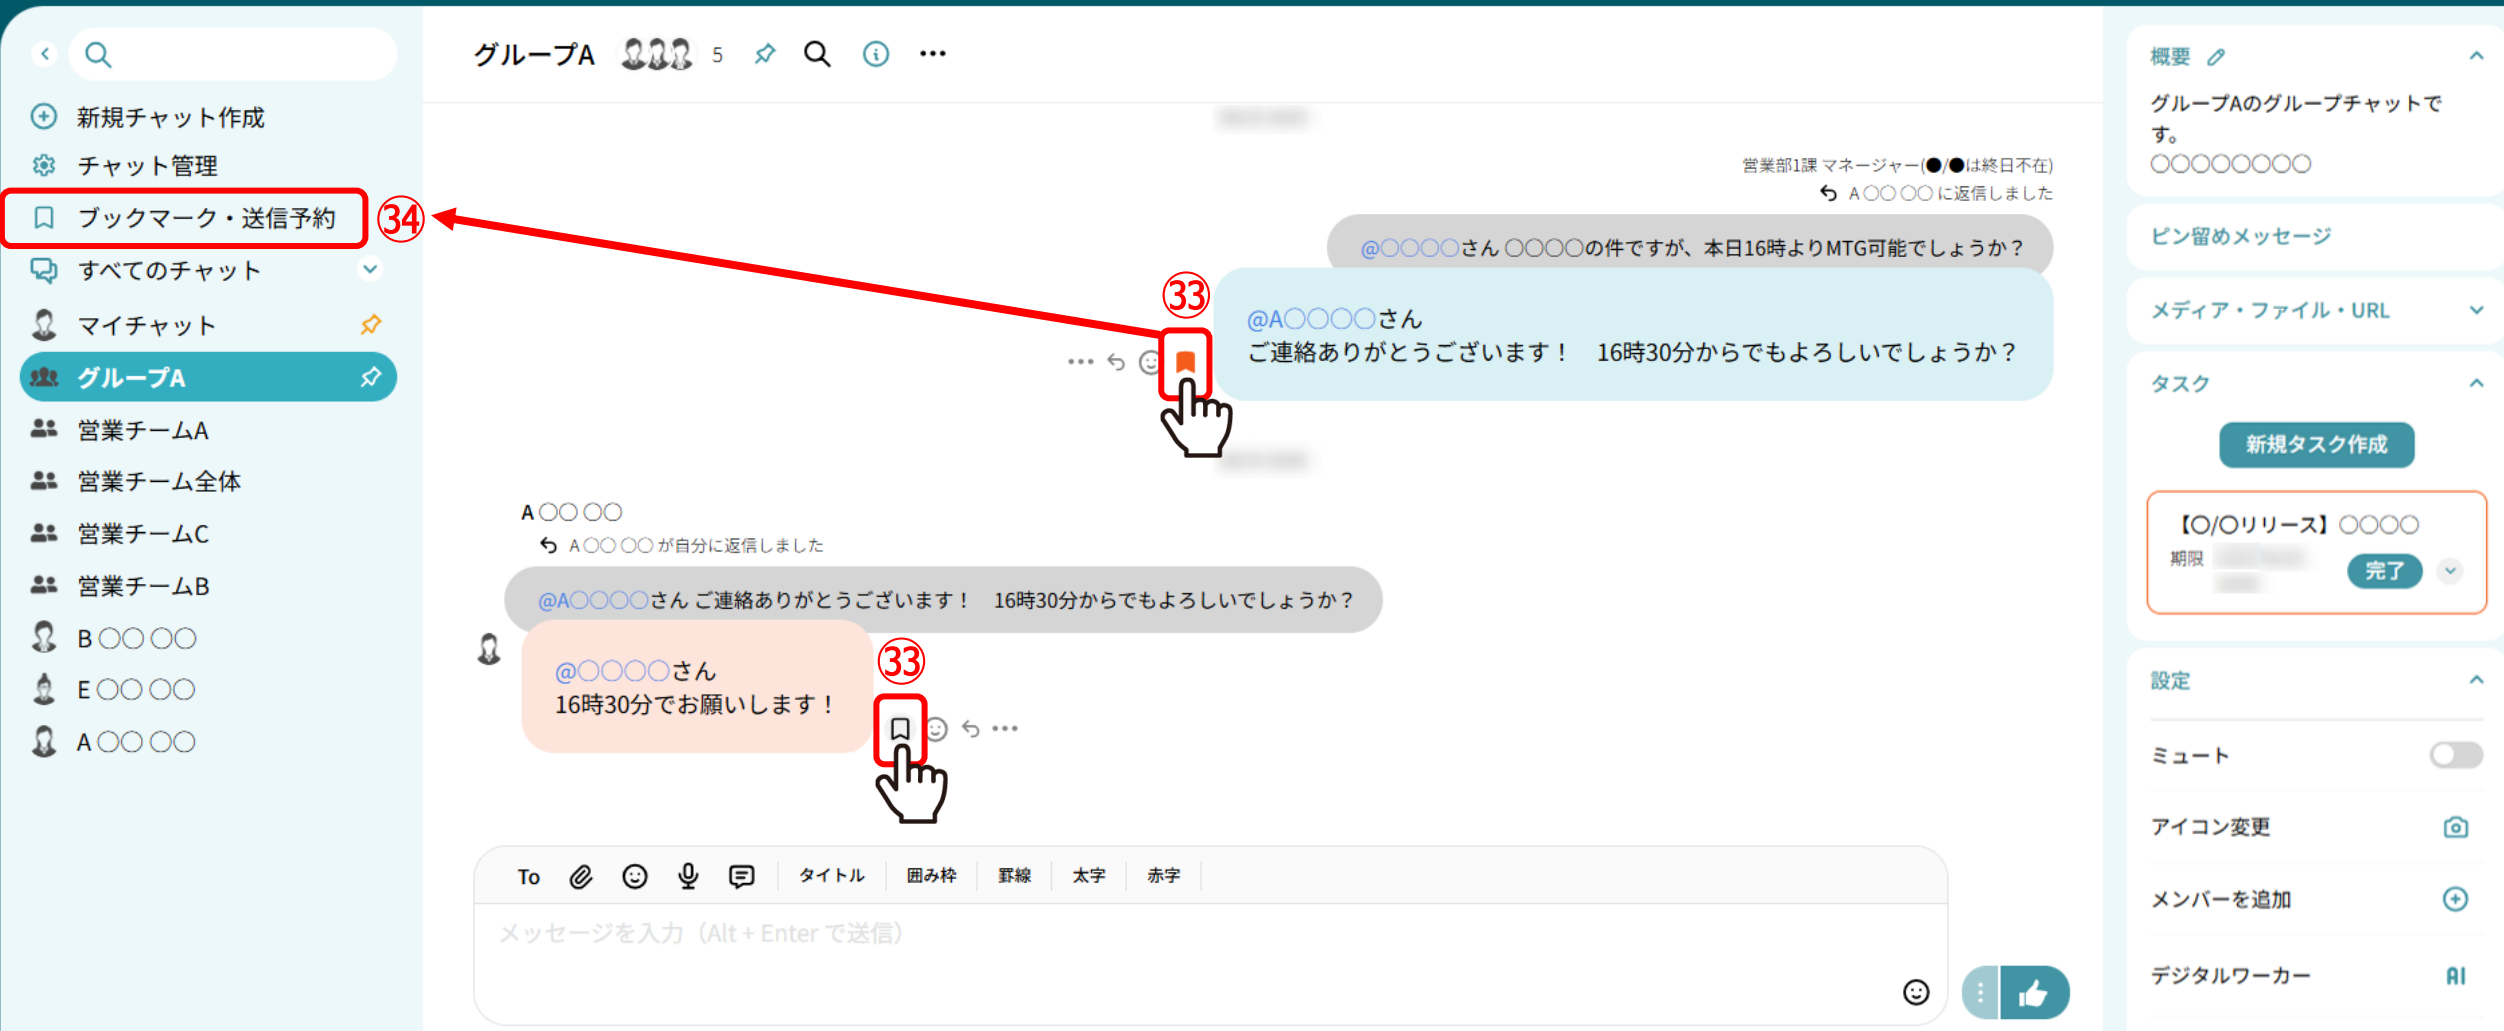 新規チャット作成
チャット管理
ブックマーク・送信予約
㉞
すべてのチャット
マイチャット
グループA
営業チームA
営業チーム全体
営業チームC
営業チームB
B〇〇 〇〇
E〇〇 〇〇
A〇〇 〇〇
グループA 5
営業部1課 マネージャー(●/●は終日不在)
A〇〇 〇〇 に返信しました
@〇〇〇〇さん 〇〇〇〇の件ですが、本日16時よりMTG可能でしょうか？
㉝
@A〇〇〇〇さん
ご連絡ありがとうございます！　16時30分からでもよろしいでしょうか？
A〇〇 〇〇
A〇〇 〇〇 が自分に返信しました
@A〇〇〇〇さん ご連絡ありがとうございます！　16時30分からでもよろしいでしょうか？
㉝
@〇〇〇〇さん
16時30分でお願いします！
To タイトル 囲み枠 罫線 太字 赤字
メッセージを入力（Alt + Enter で送信）
概要
グループAのグループチャットで
す。
〇〇〇〇〇〇〇〇
ピン留めメッセージ
メディア・ファイル・URL
タスク
新規タスク作成
【〇/〇リリース】〇〇〇〇
期限
完了
設定
ミュート
アイコン変更
メンバーを追加
デジタルワーカー AI